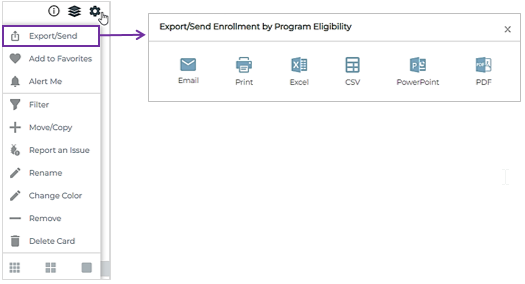 Export/Send
Add to Favorites
Alert Me
Filter
Move/Copy
Report an Issue
Rename
Change Color
Remove
Delete Card
Export/Send Enrollment by Program Eligibility
Email Print Excel CSV PowerPoint PDF